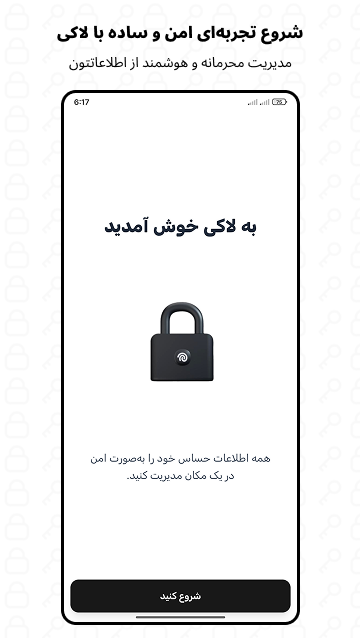 شروع تجربه‌ای امن و ساده با لاکی
مدیریت محرمانه و هوشمند از اطلاعاتتون
6:17
76
به لاکی خوش آمدید
همه اطلاعات حساس خود را به‌صورت امن
در یک مکان مدیریت کنید.
شروع کنید